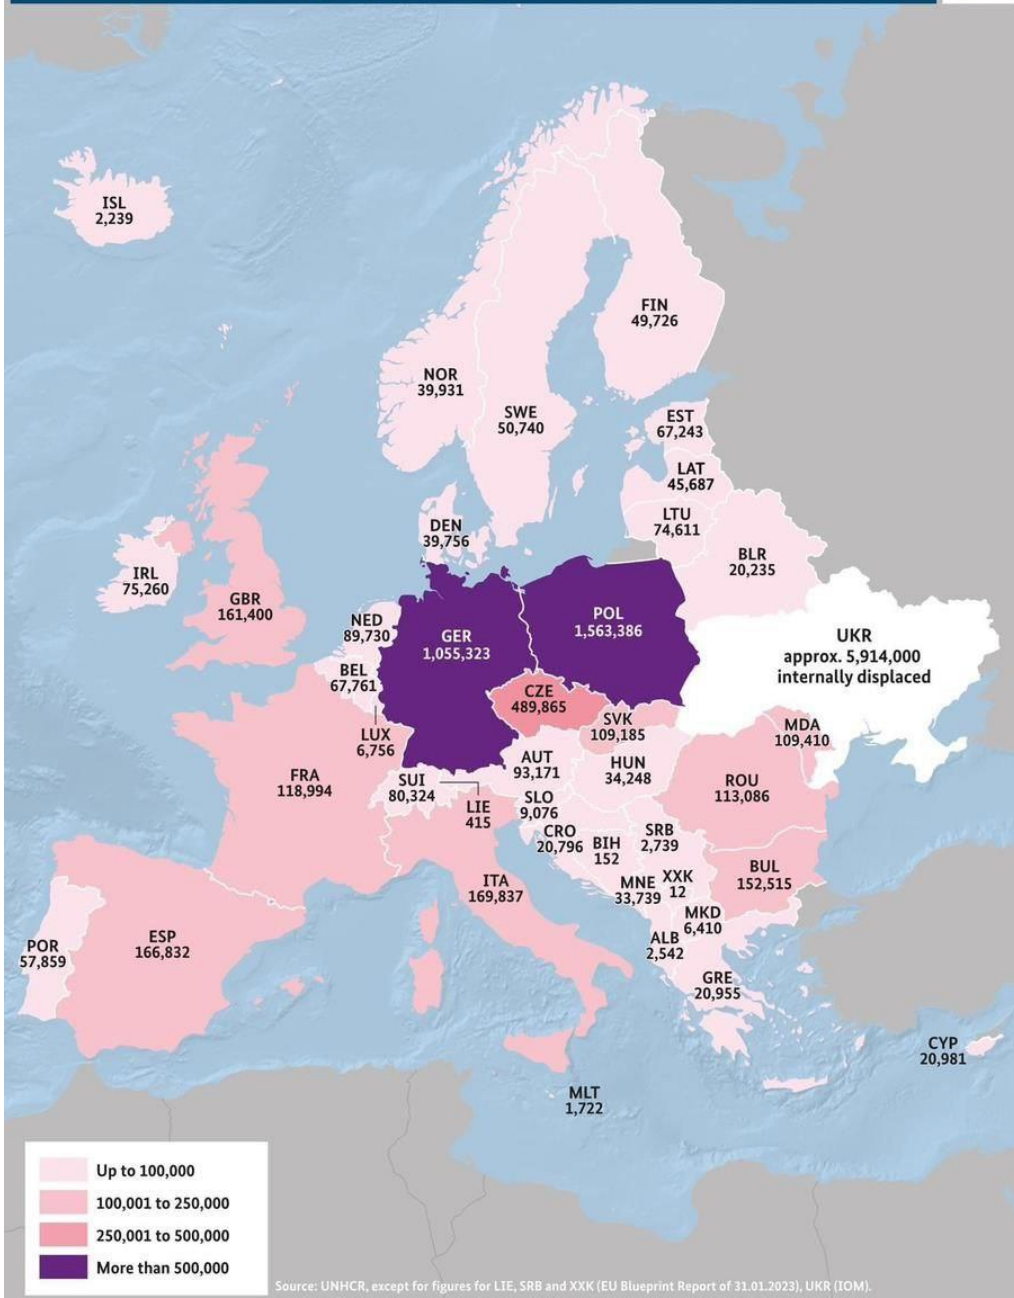 ISL
2,239
FIN
49,726
NOR
39,931
SWE
50,740
EST
67,243
LAT
45,687
LTU
74,611
DEN
39,756
BLR
20,235
IRL
75,260
GBR
161,400
NED
89,730
GER
1,055,323
POL
1,563,386
UKR
approx. 5,914,000
internally displaced
BEL
67,761
CZE
489,865
LUX
6,756
SVK
109,185
MDA
109,410
AUT
93,171
HUN
34,248
FRA
118,994
SUI
80,324
ROU
113,086
LIE
415
SLO
9,076
CRO
20,796
BIH
152
SRB
2,739
BUL
152,515
ITA
169,837
MNE
33,739
XXK
12
MKD
6,410
ALB
2,542
POR
57,859
ESP
166,832
GRE
20,955
CYP
20,981
MLT
1,722
Up to 100,000
100,001 to 250,000
250,001 to 500,000
More than 500,000
Source: UNHCR, except for figures for LIE, SRB and XXK (EU Blueprint Report of 31.01.2023), UKR (IOM).